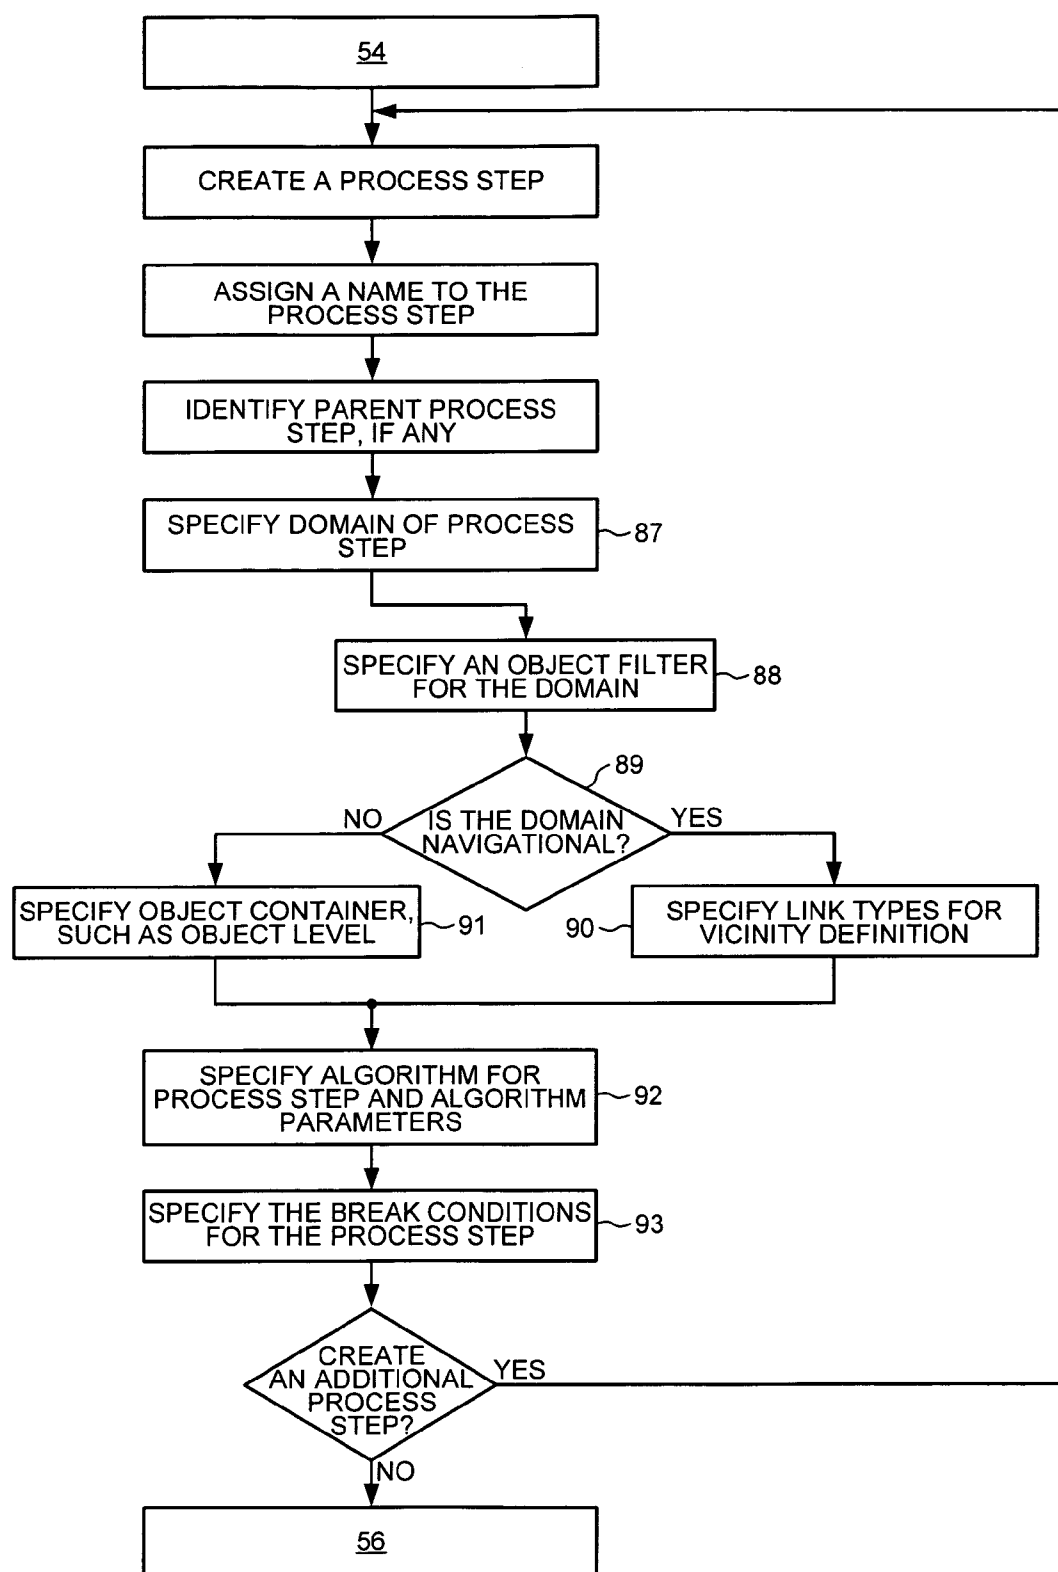 54
CREATE A PROCESS STEP
ASSIGN A NAME TO THE
PROCESS STEP
IDENTIFY PARENT PROCESS
STEP, IF ANY
SPECIFY DOMAIN OF PROCESS
STEP
87
SPECIFY AN OBJECT FILTER
FOR THE DOMAIN
88
89
NO
IS THE DOMAIN
NAVIGATIONAL?
YES
SPECIFY OBJECT CONTAINER,
SUCH AS OBJECT LEVEL
91
90
SPECIFY LINK TYPES FOR
VICINITY DEFINITION
SPECIFY ALGORITHM FOR
PROCESS STEP AND ALGORITHM
PARAMETERS
92
SPECIFY THE BREAK CONDITIONS
FOR THE PROCESS STEP
93
CREATE
AN ADDITIONAL
PROCESS
STEP?
YES
NO
56